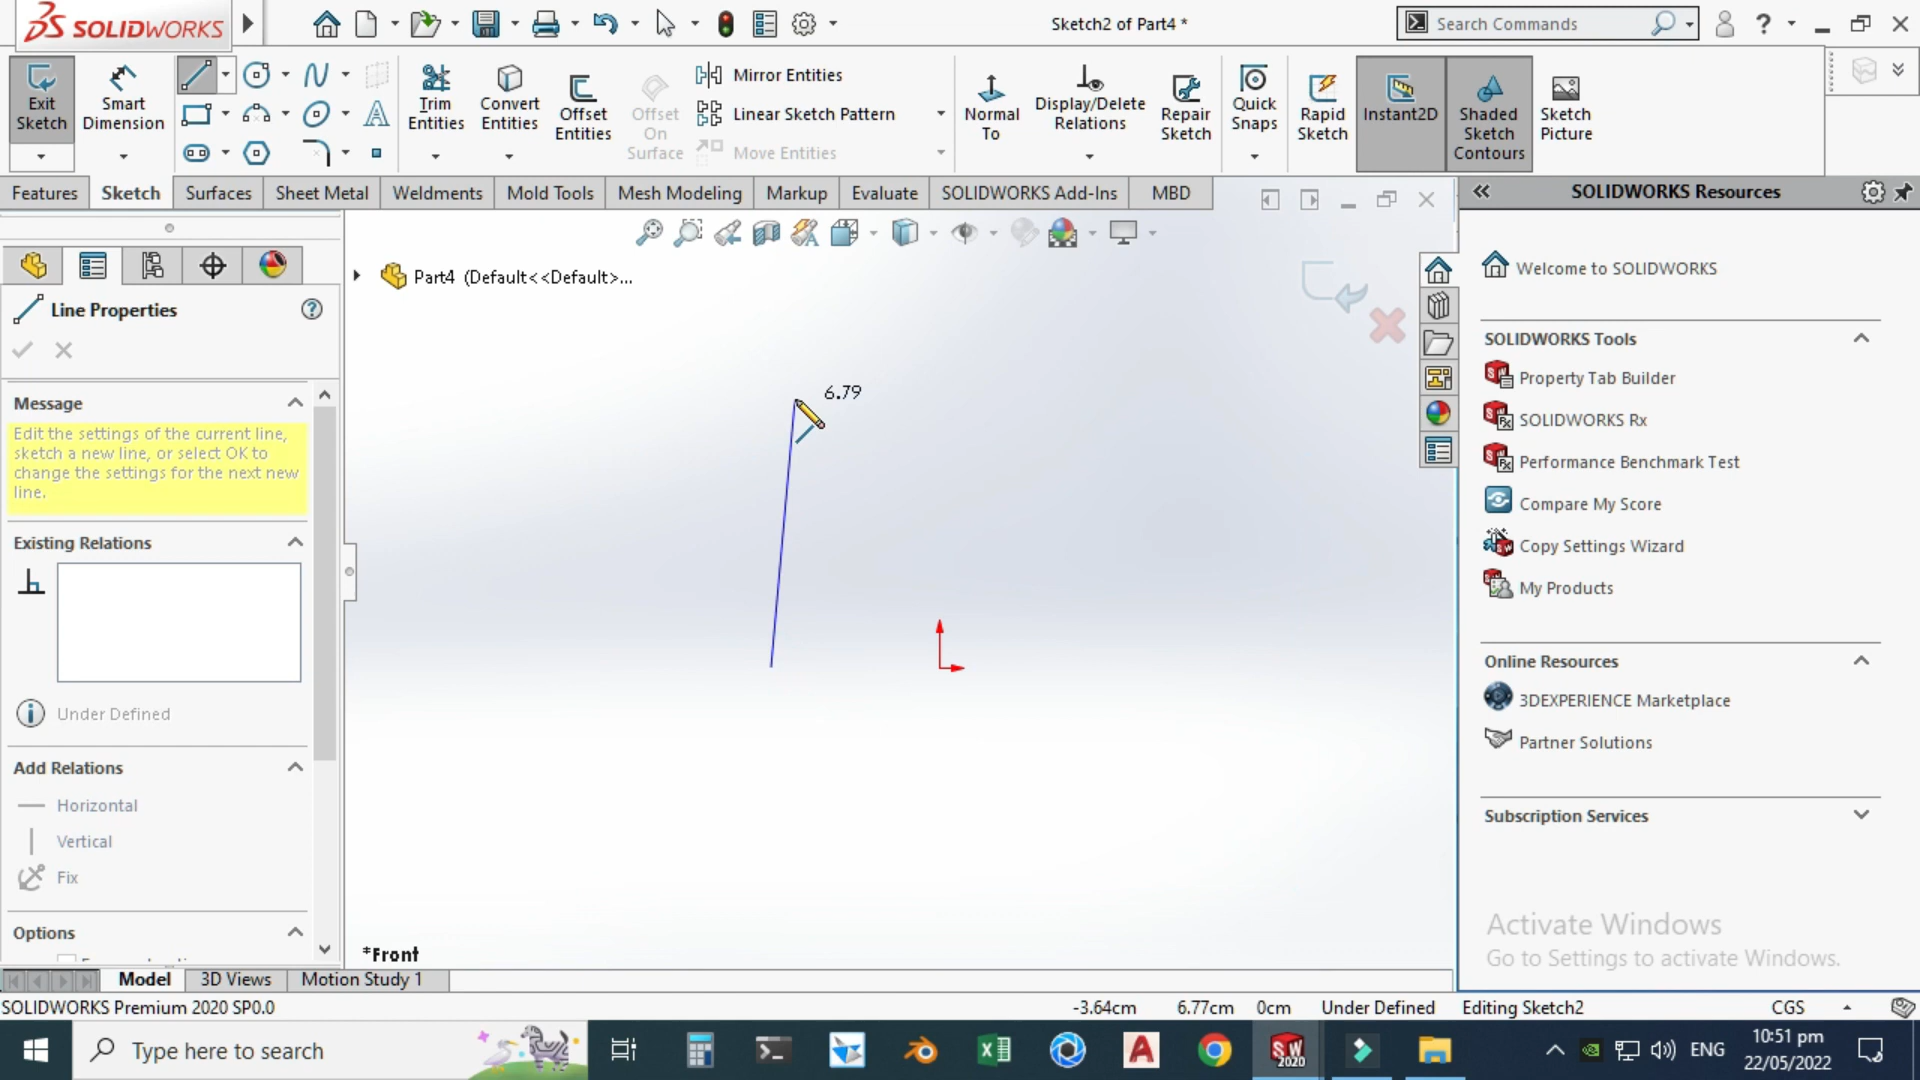 SOLIDWORKS
Sketch2 of Part4 *
Search Commands
Exit
Sketch
Smart
Dimension
Trim
Entities
Convert
Entities
Offset
Entities
Offset
On
Surface
Mirror Entities
Linear Sketch Pattern
Move Entities
Normal
To
Display/Delete
Relations
Repair
Sketch
Quick
Snaps
Rapid
Sketch
Instant2D
Shaded
Sketch
Contours
Sketch
Picture
Features
Sketch
Surfaces
Sheet Metal
Weldments
Mold Tools
Mesh Modeling
Markup
Evaluate
SOLIDWORKS Add-Ins
MBD
SOLIDWORKS Resources
Part4 (Default<<Default>...
Line Properties
Message
Edit the settings of the current line,
sketch a new line, or select OK to
change the settings for the next new
line.
Existing Relations
Under Defined
Add Relations
Horizontal
Vertical
Fix
Options
6.79
*Front
Welcome to SOLIDWORKS
SOLIDWORKS Tools
Property Tab Builder
SOLIDWORKS Rx
Performance Benchmark Test
Compare My Score
Copy Settings Wizard
My Products
Online Resources
3DEXPERIENCE Marketplace
Partner Solutions
Subscription Services
Activate Windows
Go to Settings to activate Windows.
Model
3D Views
Motion Study 1
SOLIDWORKS Premium 2020 SP0.0
-3.64cm
6.77cm
0cm
Under Defined
Editing Sketch2
CGS
Type here to search
SW
2020
ENG
10:51 pm
22/05/2022